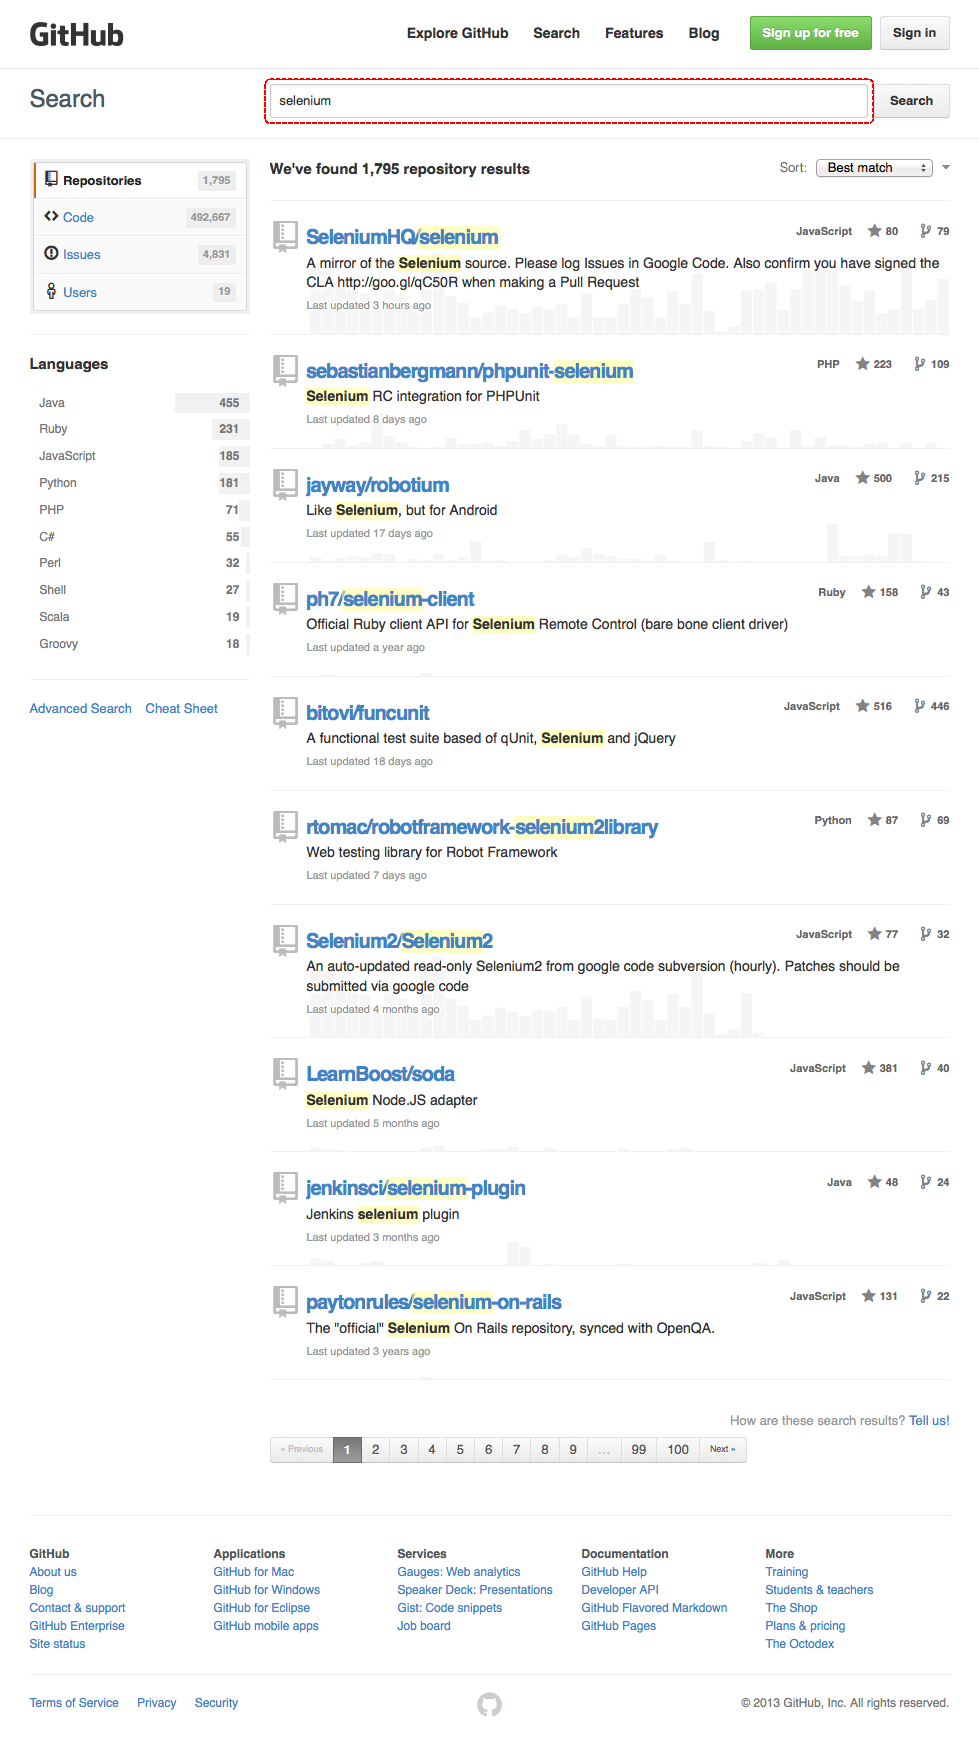 GitHub
Explore GitHub Search Features Blog Sign up for free Sign in
Search
selenium
Search
Repositories 1,795
Code 492,667
Issues 4,831
Users 19
Languages
Java 455
Ruby 231
JavaScript 185
Python 181
PHP 71
C# 55
Perl 32
Shell 27
Scala 19
Groovy 18
Advanced Search Cheat Sheet
We've found 1,795 repository results
Sort: Best match
SeleniumHQ/selenium
JavaScript 80 79
A mirror of the Selenium source. Please log Issues in Google Code. Also confirm you have signed the
CLA http://goo.gl/qC50R when making a Pull Request
Last updated 3 hours ago
sebastianbergmann/phpunit-selenium
PHP 223 109
Selenium RC integration for PHPUnit
Last updated 8 days ago
jayway/robotium
Java 500 215
Like Selenium, but for Android
Last updated 17 days ago
ph7/selenium-client
Ruby 158 43
Official Ruby client API for Selenium Remote Control (bare bone client driver)
Last updated a year ago
bitovi/funcunit
JavaScript 516 446
A functional test suite based of qUnit, Selenium and jQuery
Last updated 18 days ago
rtomac/robotframework-selenium2library
Python 87 69
Web testing library for Robot Framework
Last updated 7 days ago
Selenium2/Selenium2
JavaScript 77 32
An auto-updated read-only Selenium2 from google code subversion (hourly). Patches should be
submitted via google code
Last updated 4 months ago
LearnBoost/soda
JavaScript 381 40
Selenium Node.JS adapter
Last updated 5 months ago
jenkinsci/selenium-plugin
Java 48 24
Jenkins selenium plugin
Last updated 3 months ago
paytonrules/selenium-on-rails
JavaScript 131 22
The "official" Selenium On Rails repository, synced with OpenQA.
Last updated 3 years ago
How are these search results? Tell us!
« Previous 1 2 3 4 5 6 7 8 9 ... 99 100 Next »
GitHub
About us
Blog
Contact & support
GitHub Enterprise
Site status
Applications
GitHub for Mac
GitHub for Windows
GitHub for Eclipse
GitHub mobile apps
Services
Gauges: Web analytics
Speaker Deck: Presentations
Gist: Code snippets
Job board
Documentation
GitHub Help
Developer API
GitHub Flavored Markdown
GitHub Pages
More
Training
Students & teachers
The Shop
Plans & pricing
The Octodex
Terms of Service Privacy Security
© 2013 GitHub, Inc. All rights reserved.